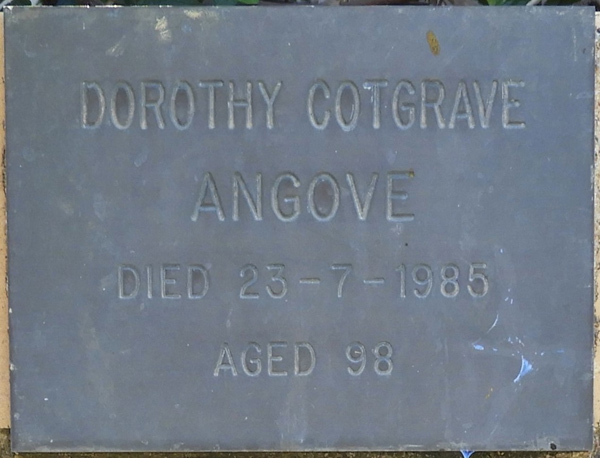 DOROTHY COTGRAVE
ANGOVE
DIED 23-7-1985
AGED 98